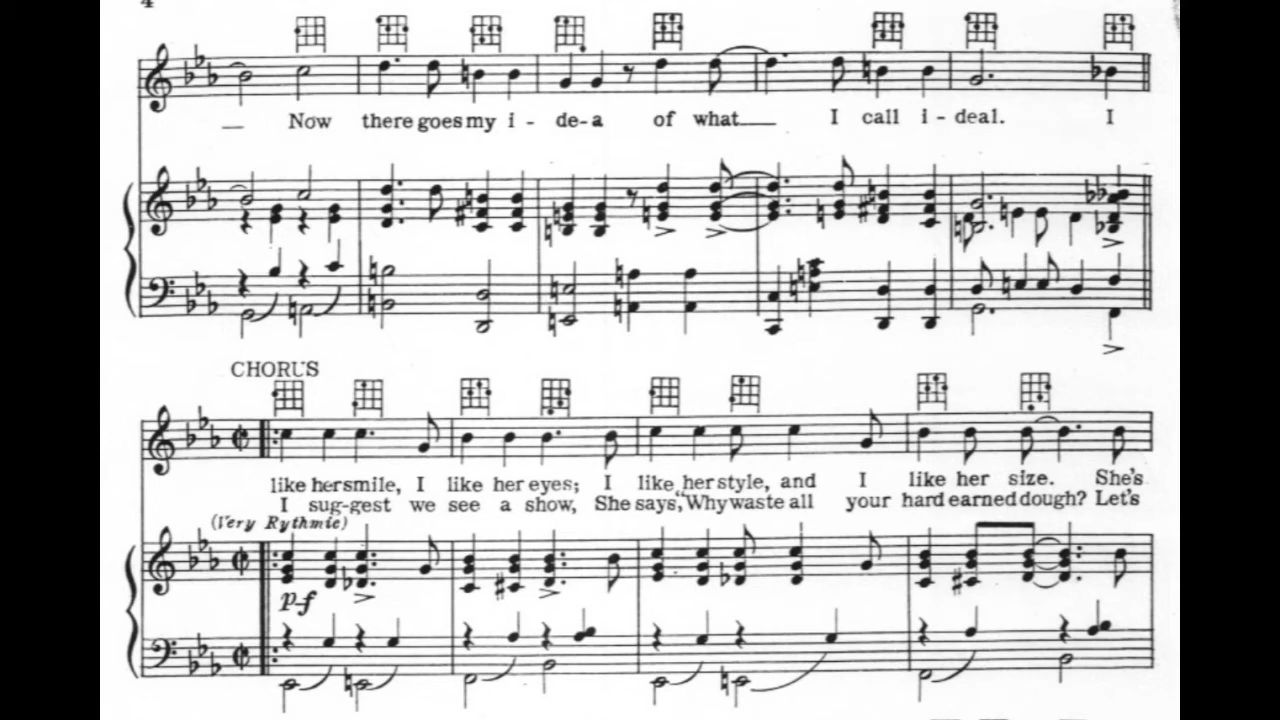 4
Now there goes my i - de-a of what I call i - deal. I
CHORUS
like her smile, I like her eyes; I like her style, and I like her size. She's
I sug-gest we see a show, She says, "Why waste all your hard earned dough? Let's
(Very Rythmic)
p-f